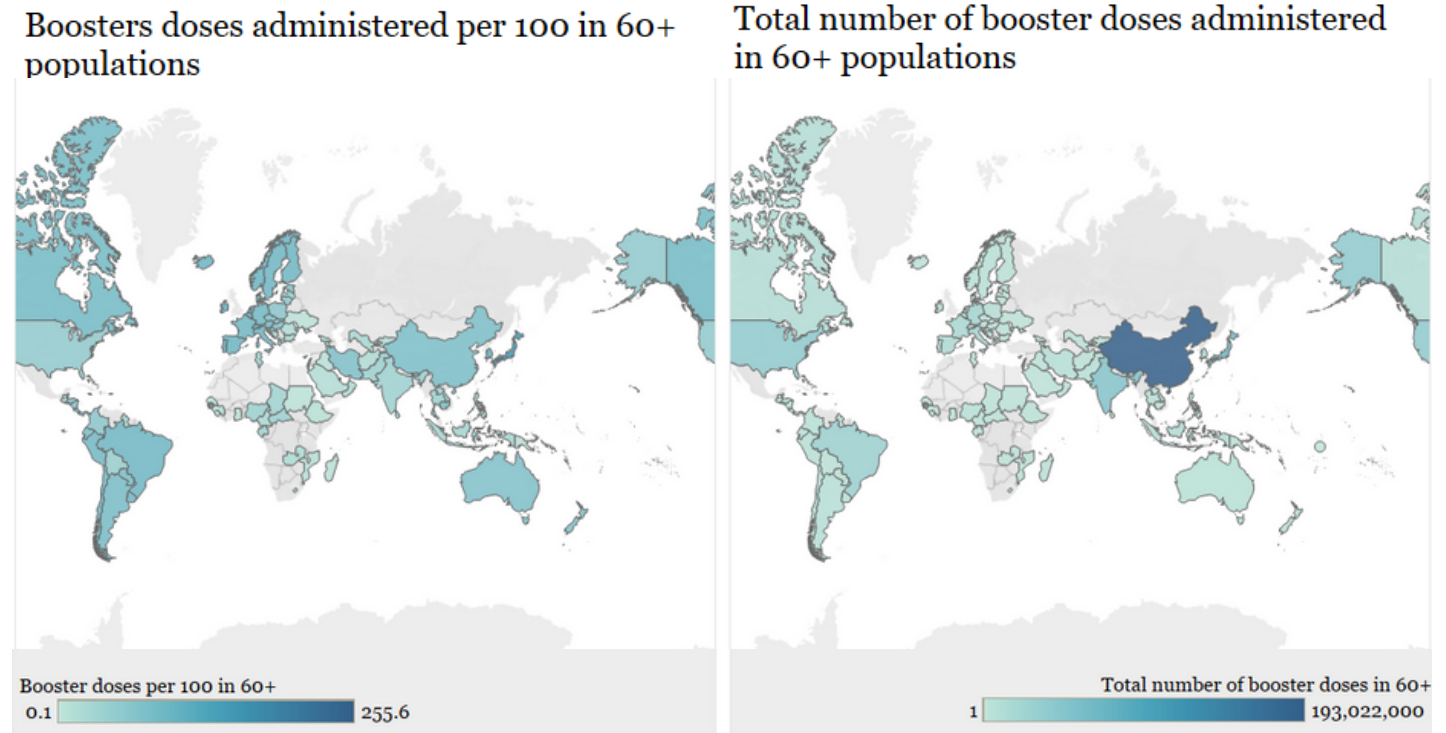 Boosters doses administered per 100 in 60+
populations
Total number of booster doses administered
in 60+ populations
Booster doses per 100 in 60+
0.1 255.6
Total number of booster doses in 60+
1 193,022,000